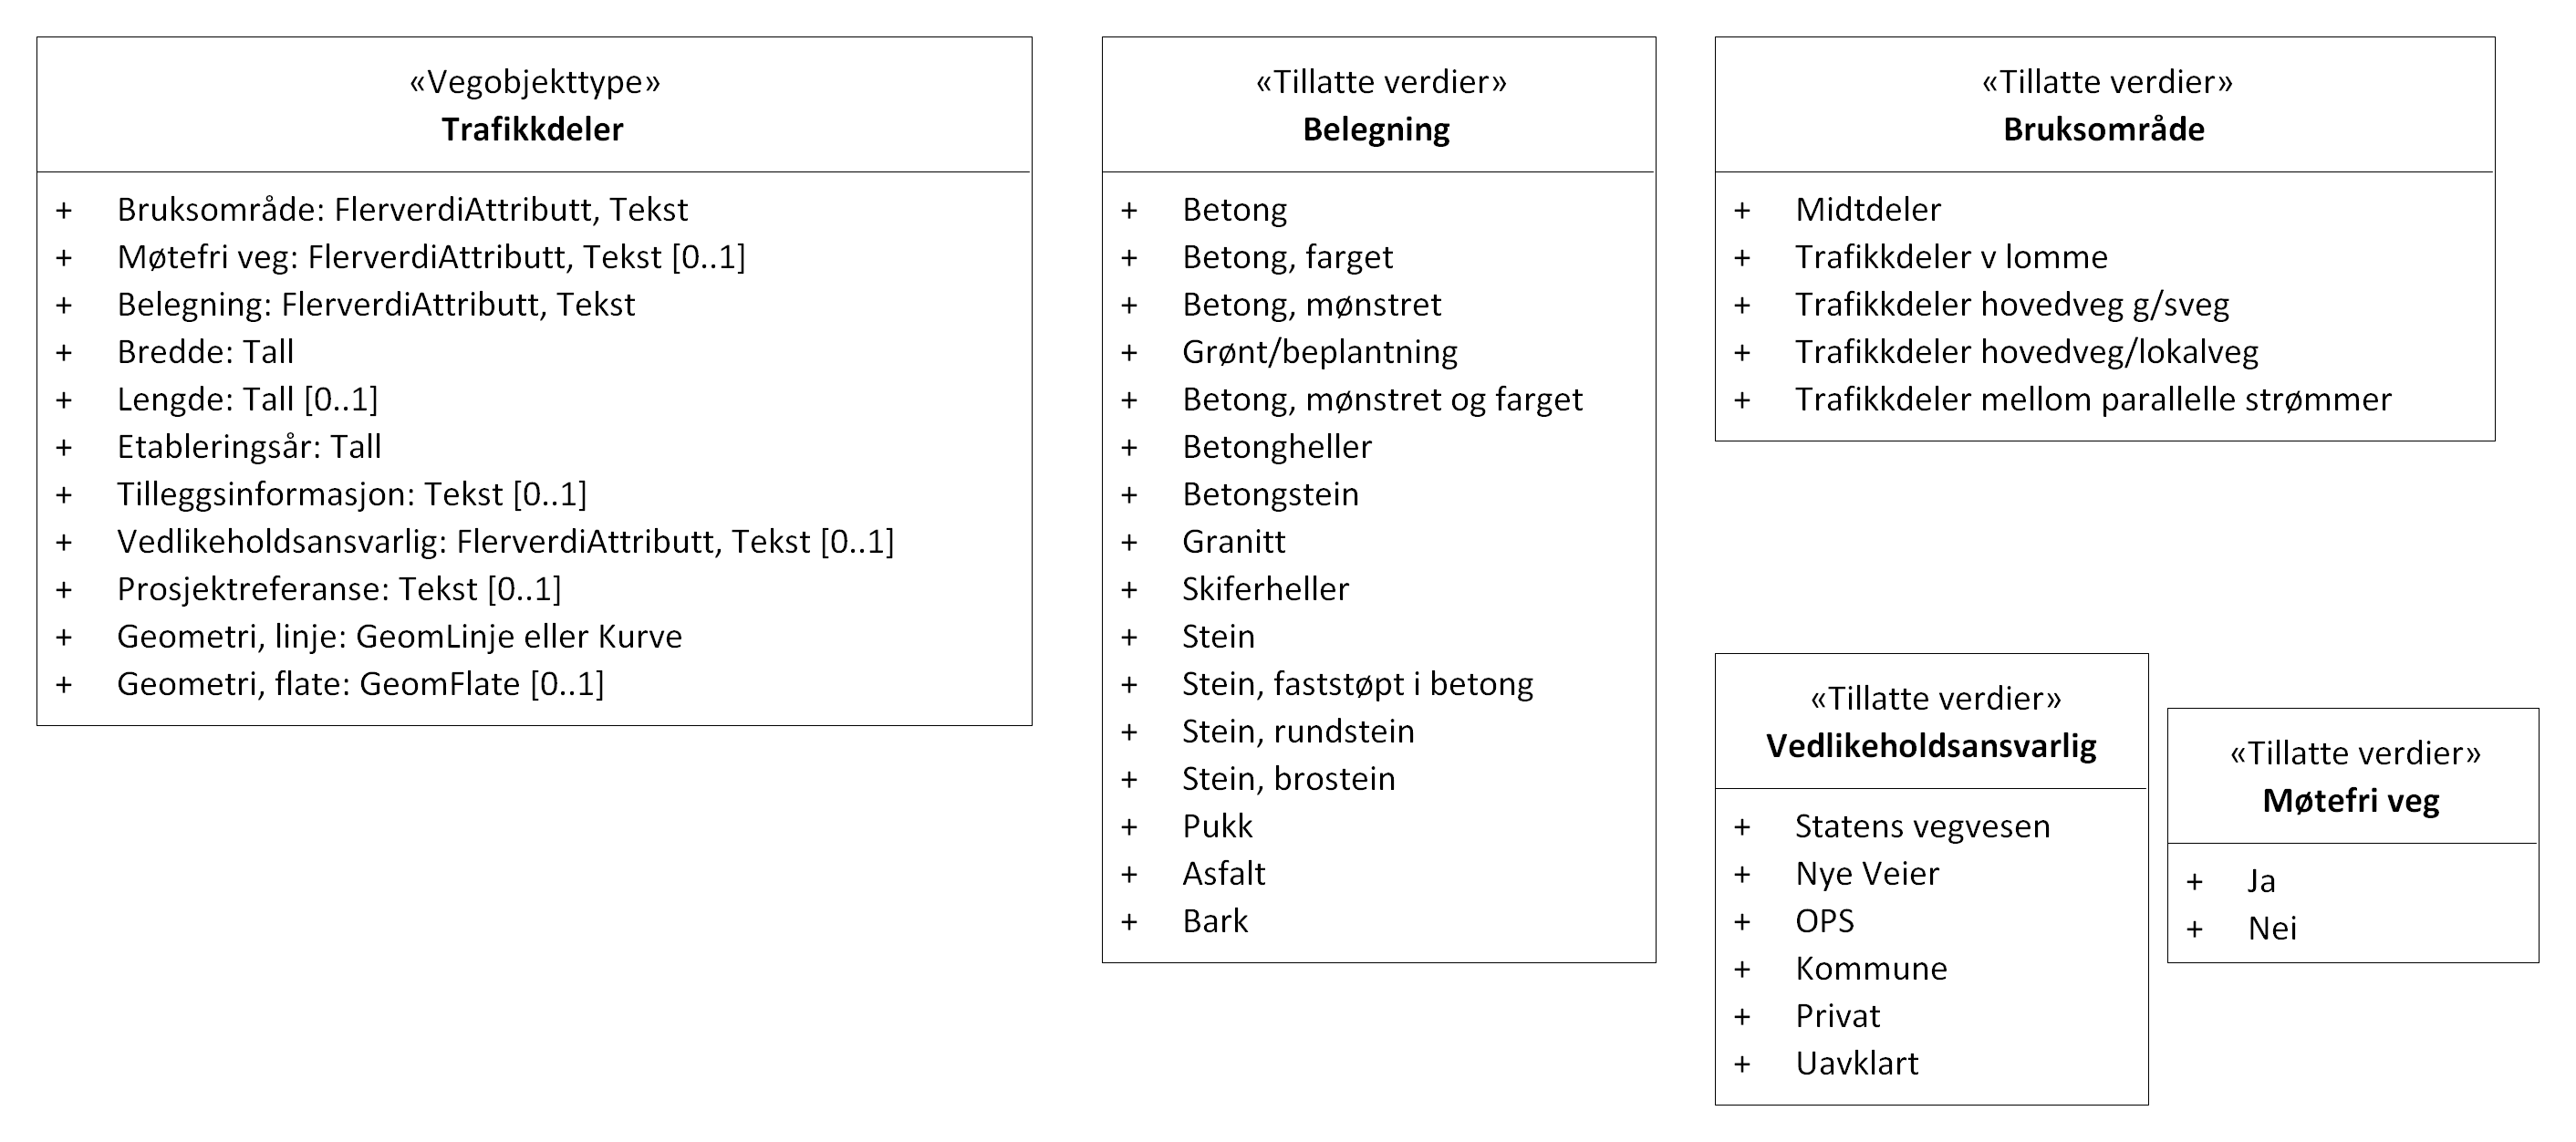 «Vegobjekttype»
Trafikkdeler
+ Bruksområde: FlerverdiAttributt, Tekst
+ Møtefri veg: FlerverdiAttributt, Tekst [0..1]
+ Belegning: FlerverdiAttributt, Tekst
+ Bredde: Tall
+ Lengde: Tall [0..1]
+ Etableringsår: Tall
+ Tilleggsinformasjon: Tekst [0..1]
+ Vedlikeholdsansvarlig: FlerverdiAttributt, Tekst [0..1]
+ Prosjektreferanse: Tekst [0..1]
+ Geometri, linje: GeomLinje eller Kurve
+ Geometri, flate: GeomFlate [0..1]
«Tillatte verdier»
Belegning
+ Betong
+ Betong, farget
+ Betong, mønstret
+ Grønt/beplantning
+ Betong, mønstret og farget
+ Betongheller
+ Betongstein
+ Granitt
+ Skiferheller
+ Stein
+ Stein, faststøpt i betong
+ Stein, rundstein
+ Stein, brostein
+ Pukk
+ Asfalt
+ Bark
«Tillatte verdier»
Bruksområde
+ Midtdeler
+ Trafikkdeler v lomme
+ Trafikkdeler hovedveg g/sveg
+ Trafikkdeler hovedveg/lokalveg
+ Trafikkdeler mellom parallelle strømmer
«Tillatte verdier»
Vedlikeholdsansvarlig
+ Statens vegvesen
+ Nye Veier
+ OPS
+ Kommune
+ Privat
+ Uavklart
«Tillatte verdier»
Møtefri veg
+ Ja
+ Nei